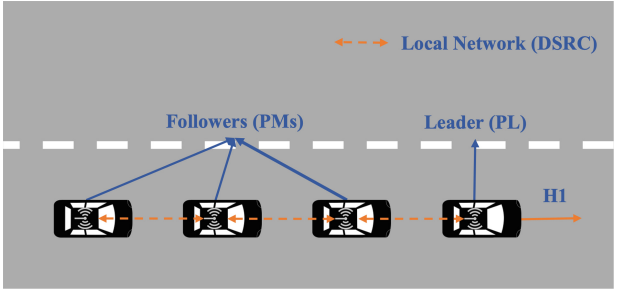 Local Network (DSRC)
Followers (PMs)
Leader (PL)
H1